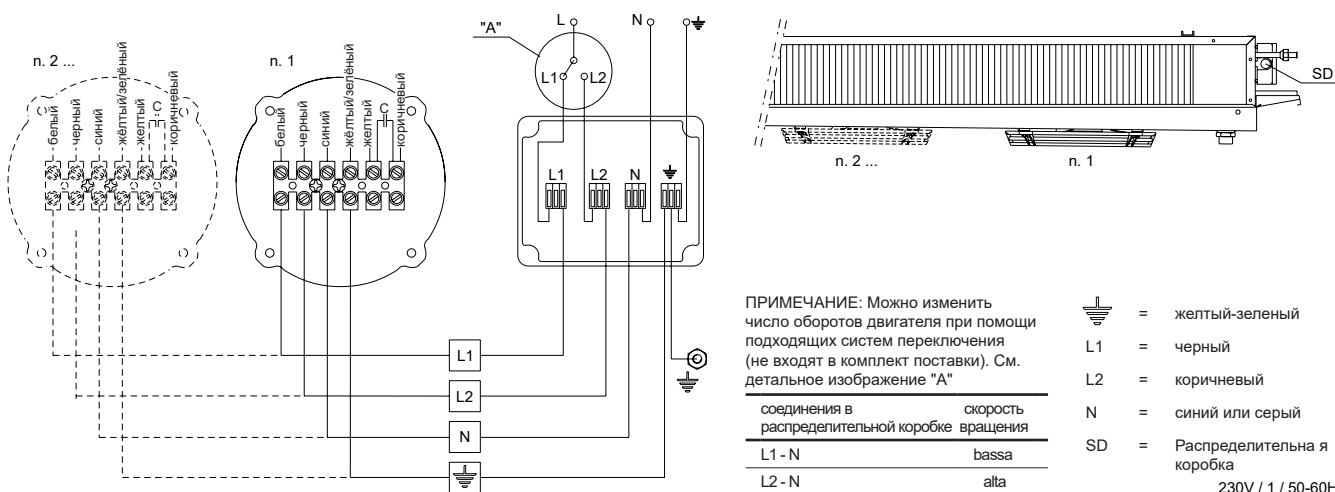 "A"
L
N
L1
L2
n. 2 ...
белый
черный
синий
жёлтый/зелёный
желтый
C
коричневый
n. 1
белый
черный
синий
жёлтый/зелёный
желтый
C
коричневый
L1
L2
N
L1
L2
N
SD
n. 2 ...
n. 1
ПРИМЕЧАНИЕ: Можно изменить
число оборотов двигателя при помощи
подходящих систем переключения
(не входят в комплект поставки). См.
детальное изображение "А"
соединения в скорость
распределительной коробке вращения
L1 - N bassa
L2 - N alta
= желтый-зеленый
L1 = черный
L2 = коричневый
N = синий или серый
SD = Распределительна я
коробка
230V / 1 / 50-60H